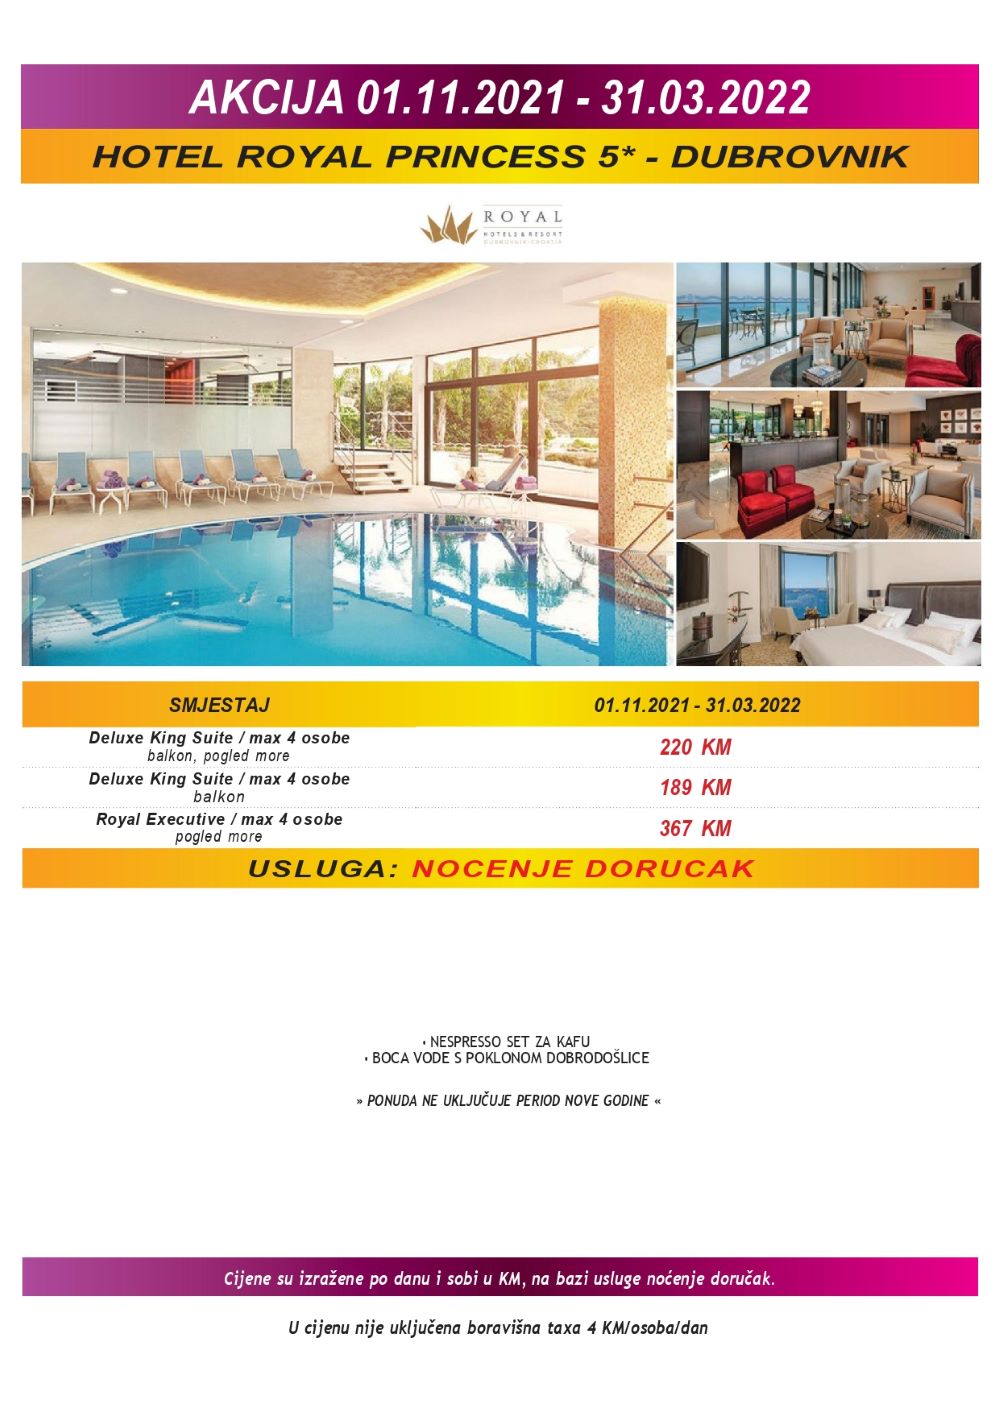 AKCIJA 01.11.2021 - 31.03.2022
HOTEL ROYAL PRINCESS 5* - DUBROVNIK
ROYAL
HOTELS & RESORT
DUBROVNIK·CROATIA
SMJESTAJ
01.11.2021 - 31.03.2022
Deluxe King Suite / max 4 osobe
balkon, pogled more
220 KM
Deluxe King Suite / max 4 osobe
balkon
189 KM
Royal Executive / max 4 osobe
pogled more
367 KM
USLUGA: NOCENJE DORUCAK
• NESPRESSO SET ZA KAFU
• BOCA VODE S POKLONOM DOBRODOŠLICE
» PONUDA NE UKLJUČUJE PERIOD NOVE GODINE «
Cijene su izražene po danu i sobi u KM, na bazi usluge noćenje doručak.
U cijenu nije uključena boravišna taxa 4 KM/osoba/dan